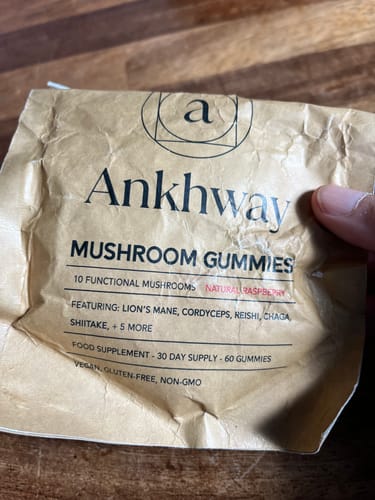 a
Ankhway
MUSHROOM GUMMIES
10 FUNCTIONAL MUSHROOMS NATURAL RASPBERRY
FEATURING: LION'S MANE, CORDYCEPS, REISHI, CHAGA,
SHIITAKE, + 5 MORE
FOOD SUPPLEMENT - 30 DAY SUPPLY - 60 GUMMIES
VEGAN, GLUTEN-FREE, NON-GMO